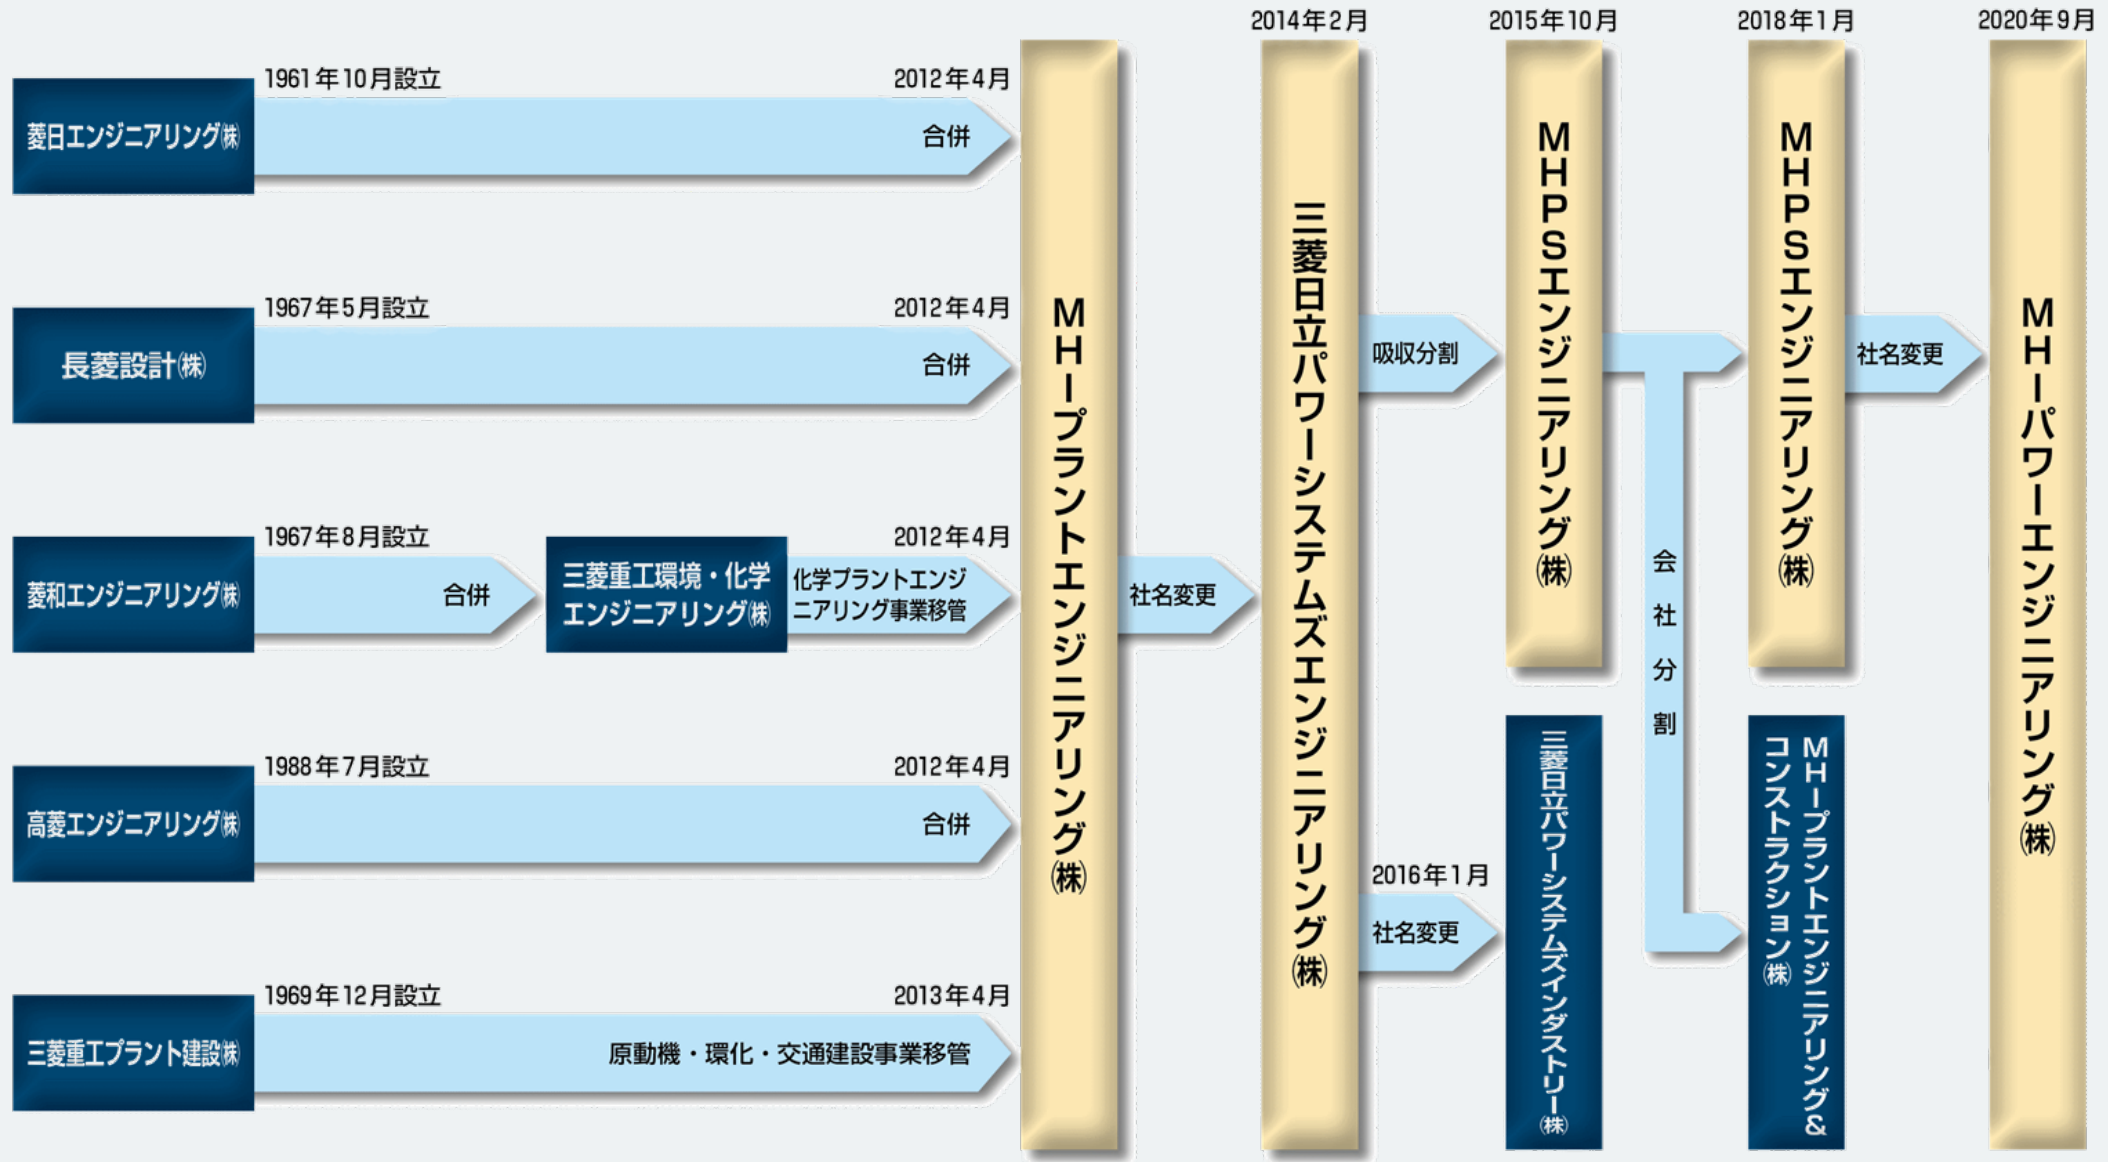 2014年2月
2015年10月
2018年1月
2020年9月
菱日エンジニアリング㈱
1961年10月設立
2012年4月
合併
長菱設計㈱
1967年5月設立
2012年4月
合併
菱和エンジニアリング㈱
1967年8月設立
合併
三菱重工環境・化学
エンジニアリング㈱
2012年4月
化学プラントエンジ
ニアリング事業移管
高菱エンジニアリング㈱
1988年7月設立
2012年4月
合併
三菱重工プラント建設㈱
1969年12月設立
2013年4月
原動機・環化・交通建設事業移管
MHIプラントエンジニアリング㈱
社名変更
三菱日立パワーシステムズエンジニアリング㈱
吸収分割
2016年1月
社名変更
MHPSエンジニアリング㈱
三菱日立パワーシステムズインダストリー㈱
会社分割
MHPSエンジニアリング㈱
MHIプラントエンジニアリング&
コンストラクション㈱
社名変更
MHIパワーエンジニアリング㈱